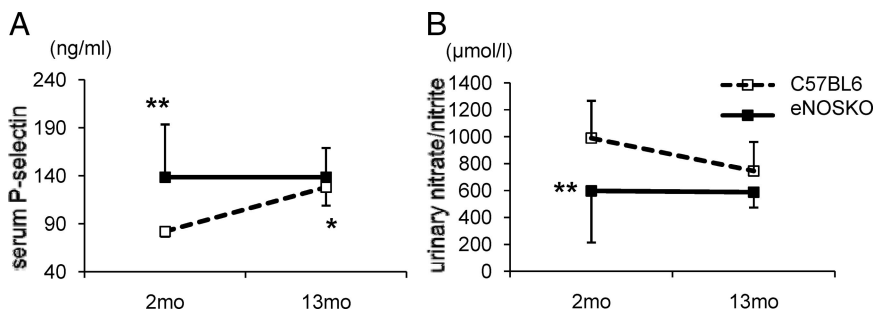 A
(ng/ml)
serum P-selectin
240
190
140
90
40
**
*
2mo
13mo
B
(μmol/l)
urinary nitrate/nitrite
1400
1200
1000
800
600
400
200
0
**
C57BL6
eNOSKO
2mo
13mo